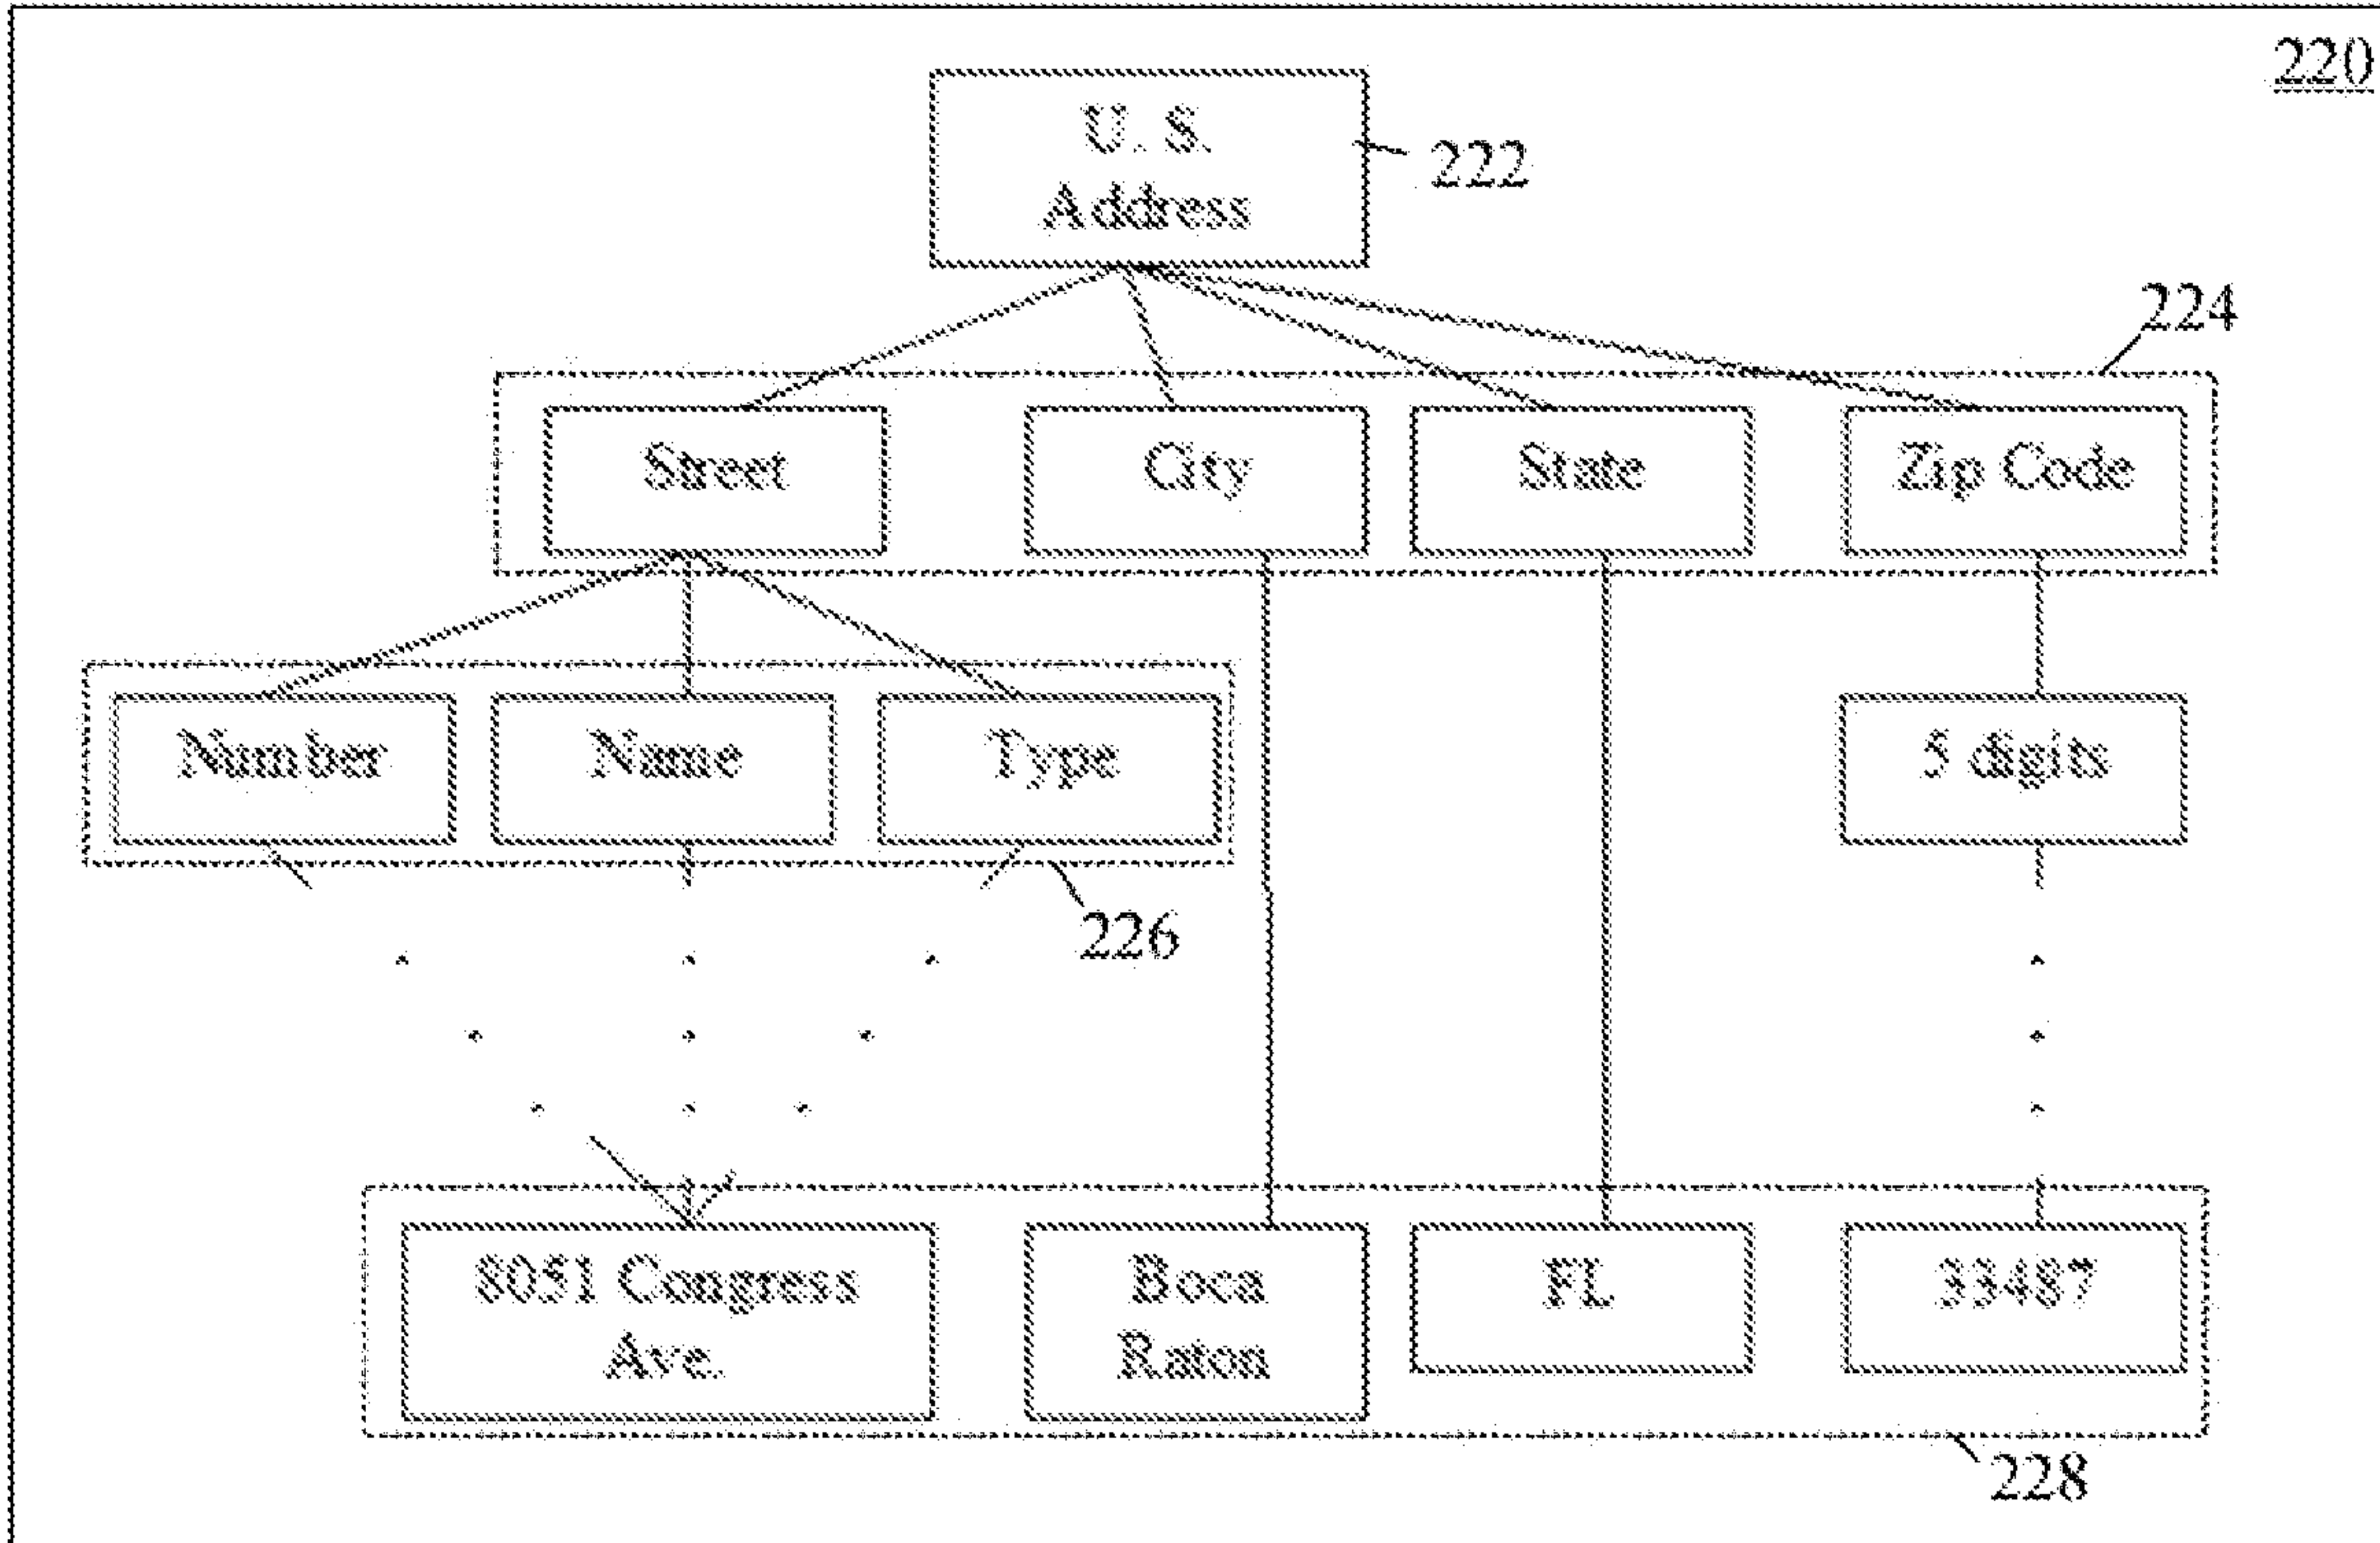 220
U. S.
Address
222
224
Street
City
State
Zip Code
Number
Name
Type
5 digits
226
8051 Congress
Ave.
Boca
Raton
FL
33487
228